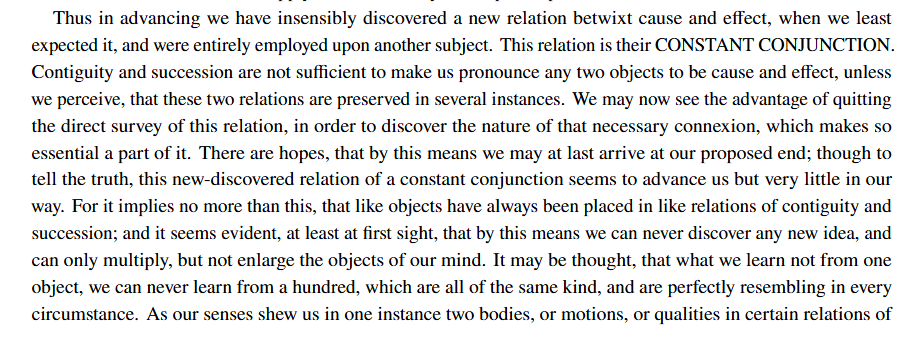 Thus in advancing we have insensibly discovered a new relation betwixt cause and effect, when we least
expected it, and were entirely employed upon another subject. This relation is their CONSTANT CONJUNCTION.
Contiguity and succession are not sufficient to make us pronounce any two objects to be cause and effect, unless
we perceive, that these two relations are preserved in several instances. We may now see the advantage of quitting
the direct survey of this relation, in order to discover the nature of that necessary connexion, which makes so
essential a part of it. There are hopes, that by this means we may at last arrive at our proposed end; though to
tell the truth, this new-discovered relation of a constant conjunction seems to advance us but very little in our
way. For it implies no more than this, that like objects have always been placed in like relations of contiguity and
succession; and it seems evident, at least at first sight, that by this means we can never discover any new idea, and
can only multiply, but not enlarge the objects of our mind. It may be thought, that what we learn not from one
object, we can never learn from a hundred, which are all of the same kind, and are perfectly resembling in every
circumstance. As our senses shew us in one instance two bodies, or motions, or qualities in certain relations of